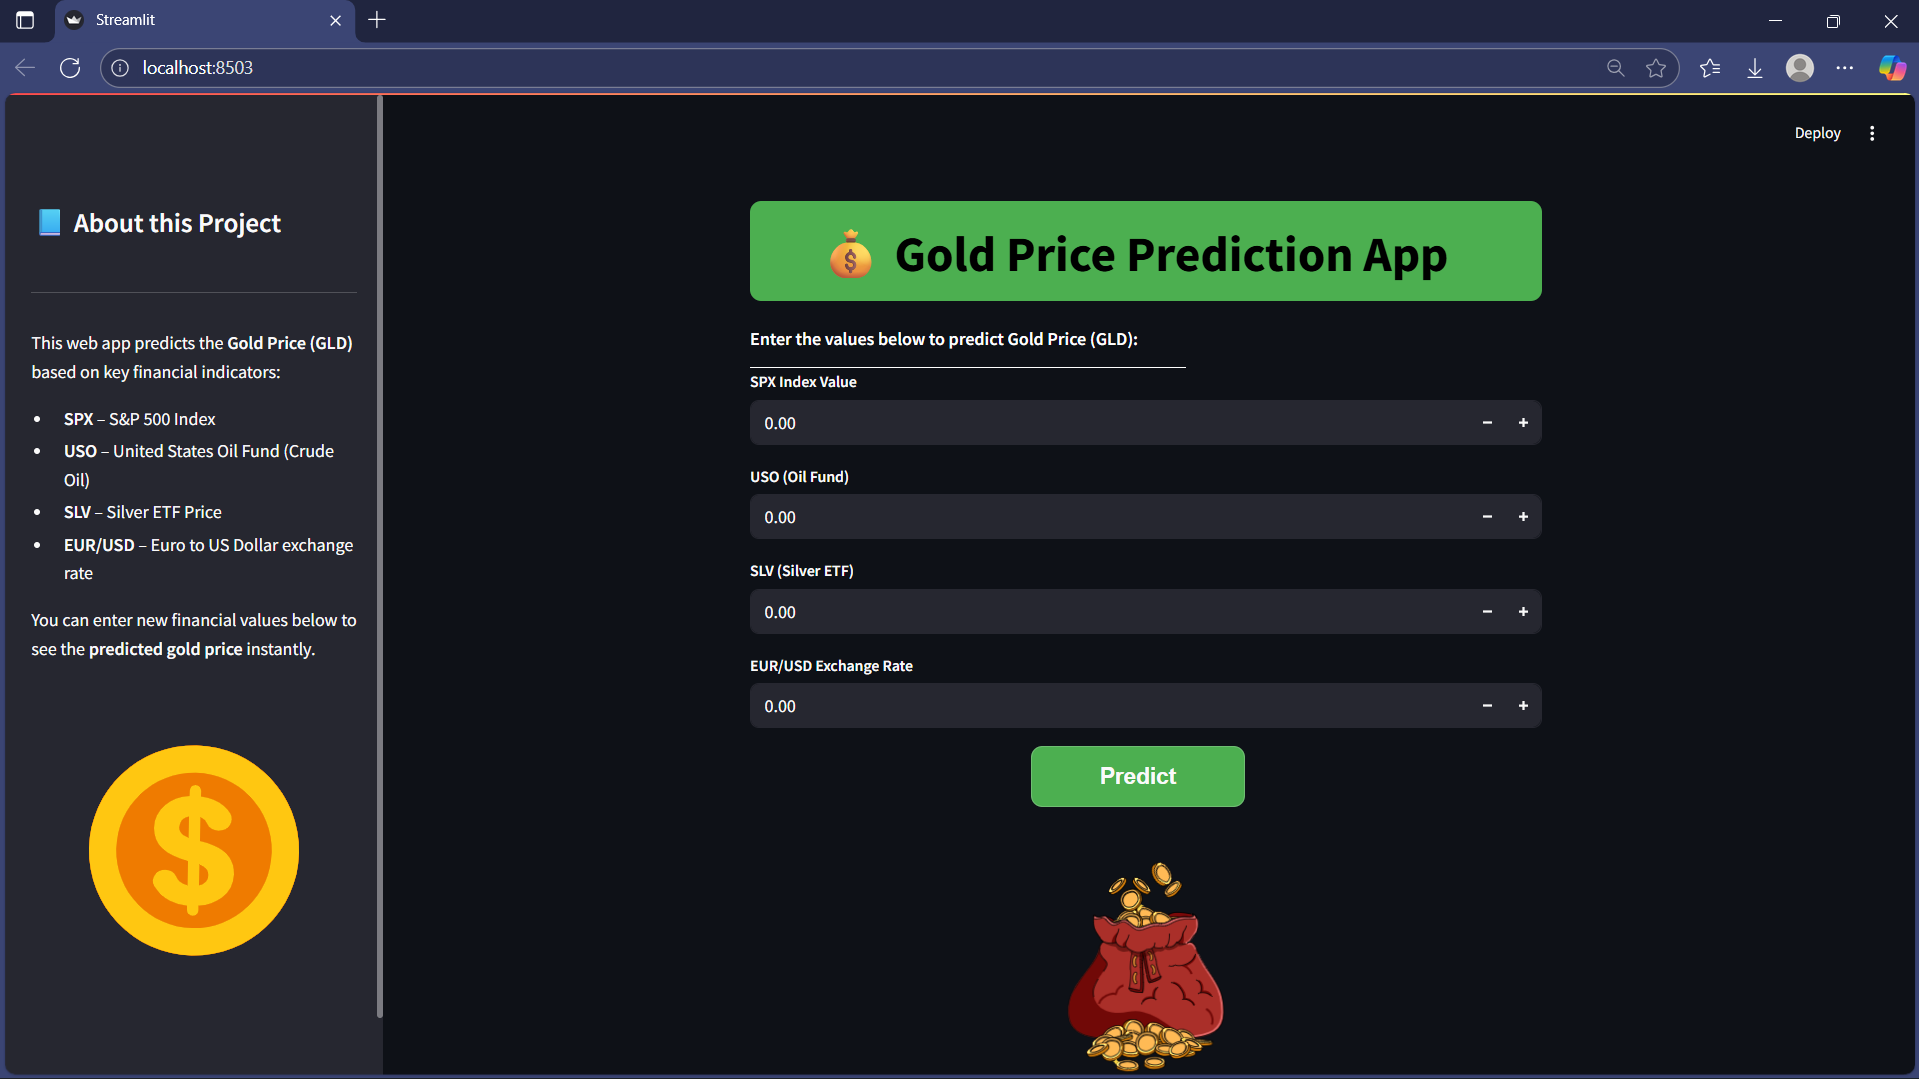 Streamlit
localhost:8503
Deploy
📘 About this Project
This web app predicts the Gold Price (GLD)
based on key financial indicators:
• SPX – S&P 500 Index
• USO – United States Oil Fund (Crude
Oil)
• SLV – Silver ETF Price
• EUR/USD – Euro to US Dollar exchange
rate
You can enter new financial values below to
see the predicted gold price instantly.
$
💰 Gold Price Prediction App
Enter the values below to predict Gold Price (GLD):
SPX Index Value
0.00
USO (Oil Fund)
0.00
SLV (Silver ETF)
0.00
EUR/USD Exchange Rate
0.00
Predict